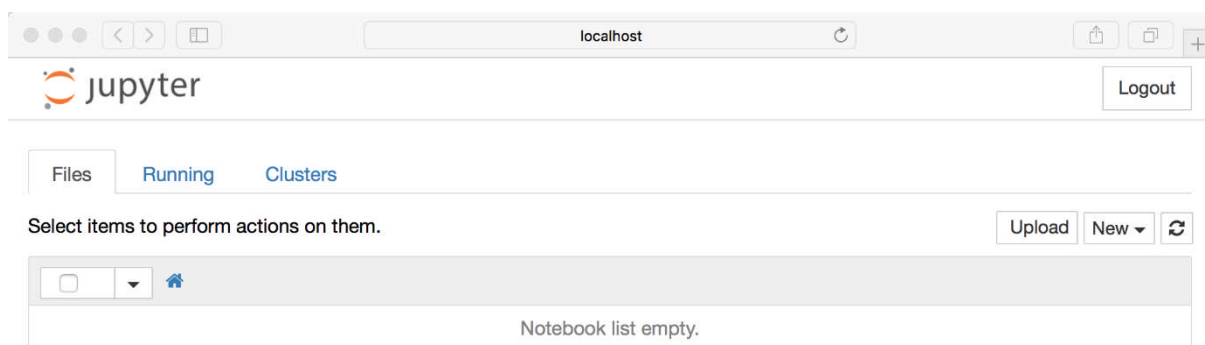 localhost
jupyter
Logout
Files Running Clusters
Select items to perform actions on them.
Upload New
Notebook list empty.